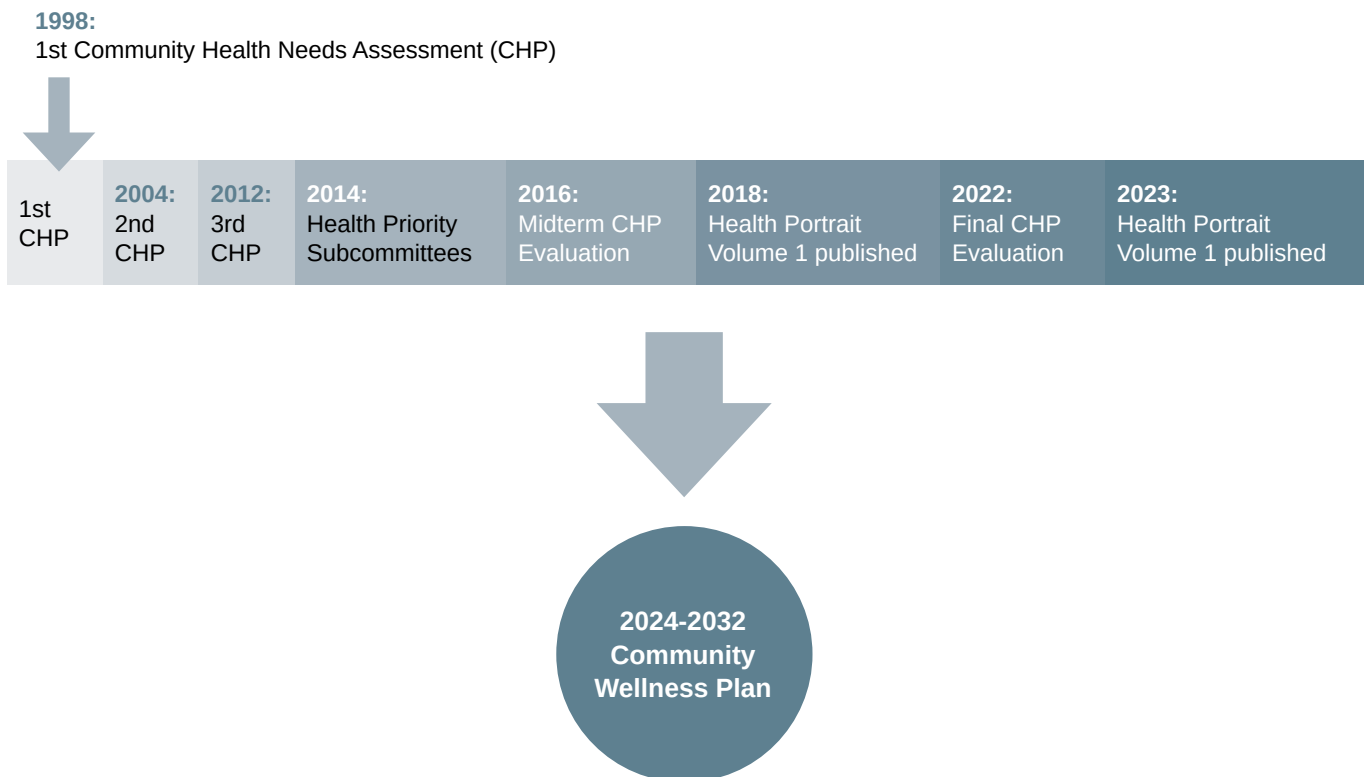 1998:
1st Community Health Needs Assessment (CHP)
1st
CHP
2004:
2nd
CHP
2012:
3rd
CHP
2014:
Health Priority
Subcommittees
2016:
Midterm CHP
Evaluation
2018:
Health Portrait
Volume 1 published
2022:
Final CHP
Evaluation
2023:
Health Portrait
Volume 1 published
2024-2032
Community
Wellness Plan